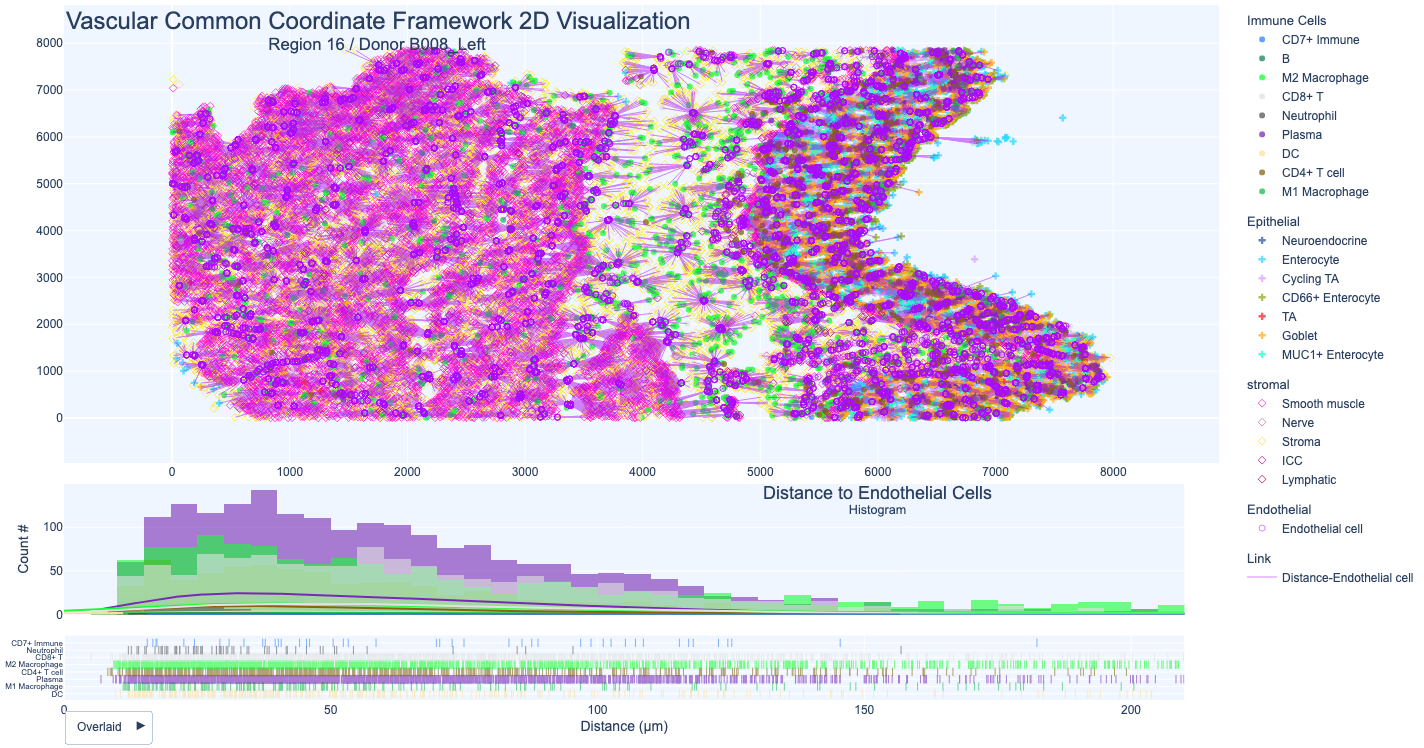 Vascular Common Coordinate Framework 2D Visualization
Region 16 / Donor B008_Left
8000
7000
6000
5000
4000
3000
2000
1000
0
0 1000 2000 3000 4000 5000 6000 7000 8000
Immune Cells
CD7+ Immune
B
M2 Macrophage
CD8+ T
Neutrophil
Plasma
DC
CD4+ T cell
M1 Macrophage
Epithelial
Neuroendocrine
Enterocyte
Cycling TA
CD66+ Enterocyte
TA
Goblet
MUC1+ Enterocyte
stromal
Smooth muscle
Nerve
Stroma
ICC
Lymphatic
Endothelial
Endothelial cell
Link
Distance-Endothelial cell
Distance to Endothelial Cells
Histogram
Count #
100
50
0
CD7+ Immune
Neutrophil
CD8+ T
M2 Macrophage
CD4+ T cell
Plasma
M1 Macrophage
DC
0 50 100 150 200
Distance (μm)
Overlaid ▶